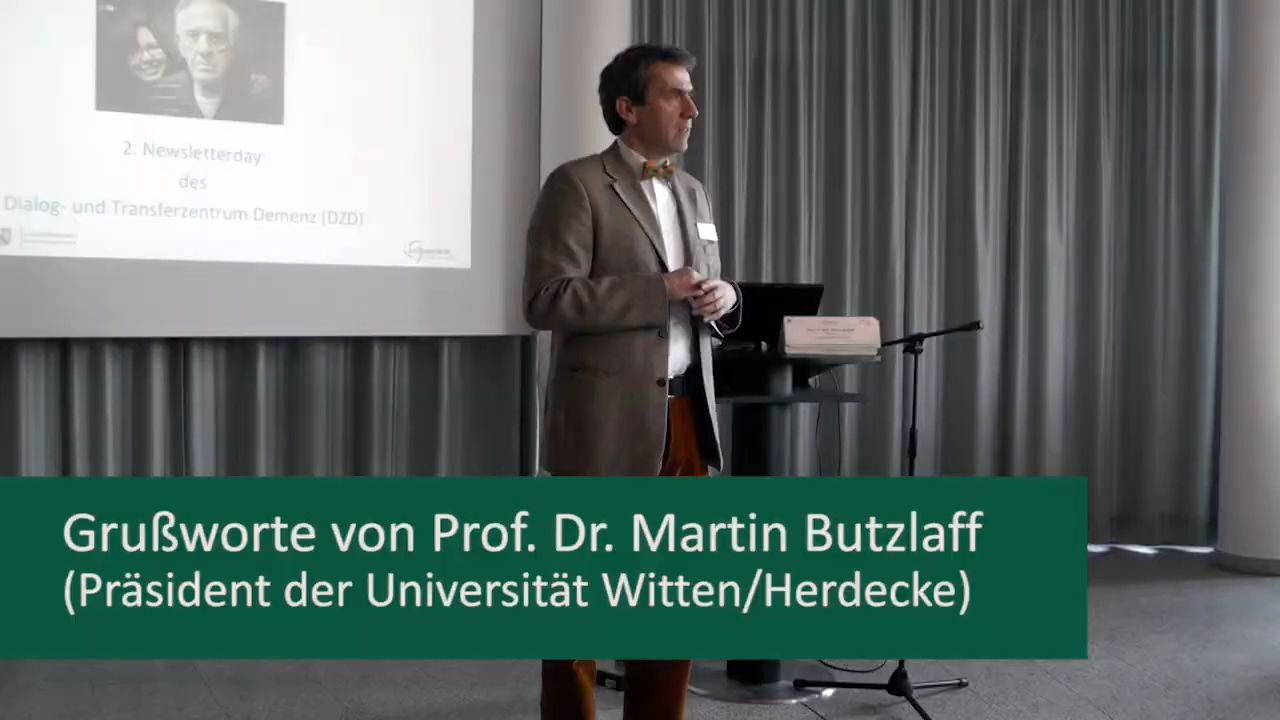 2. Newsletterday
des
Dialog- und Transferzentrum Demenz (DZD)
Grußworte von Prof. Dr. Martin Butzlaff
(Präsident der Universität Witten/Herdecke)